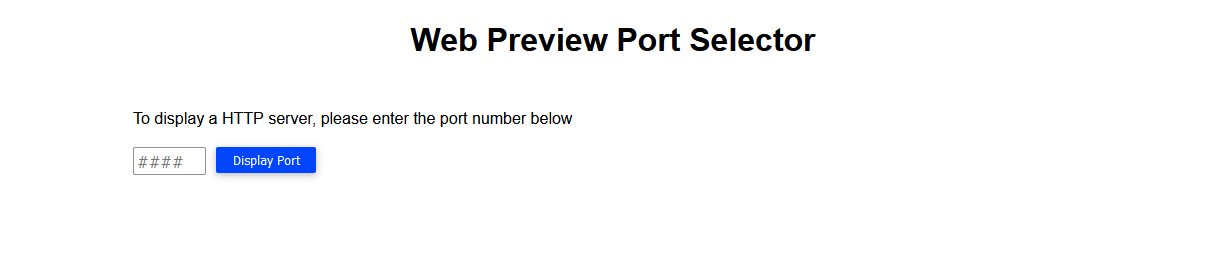 Web Preview Port Selector
To display a HTTP server, please enter the port number below
#### Display Port